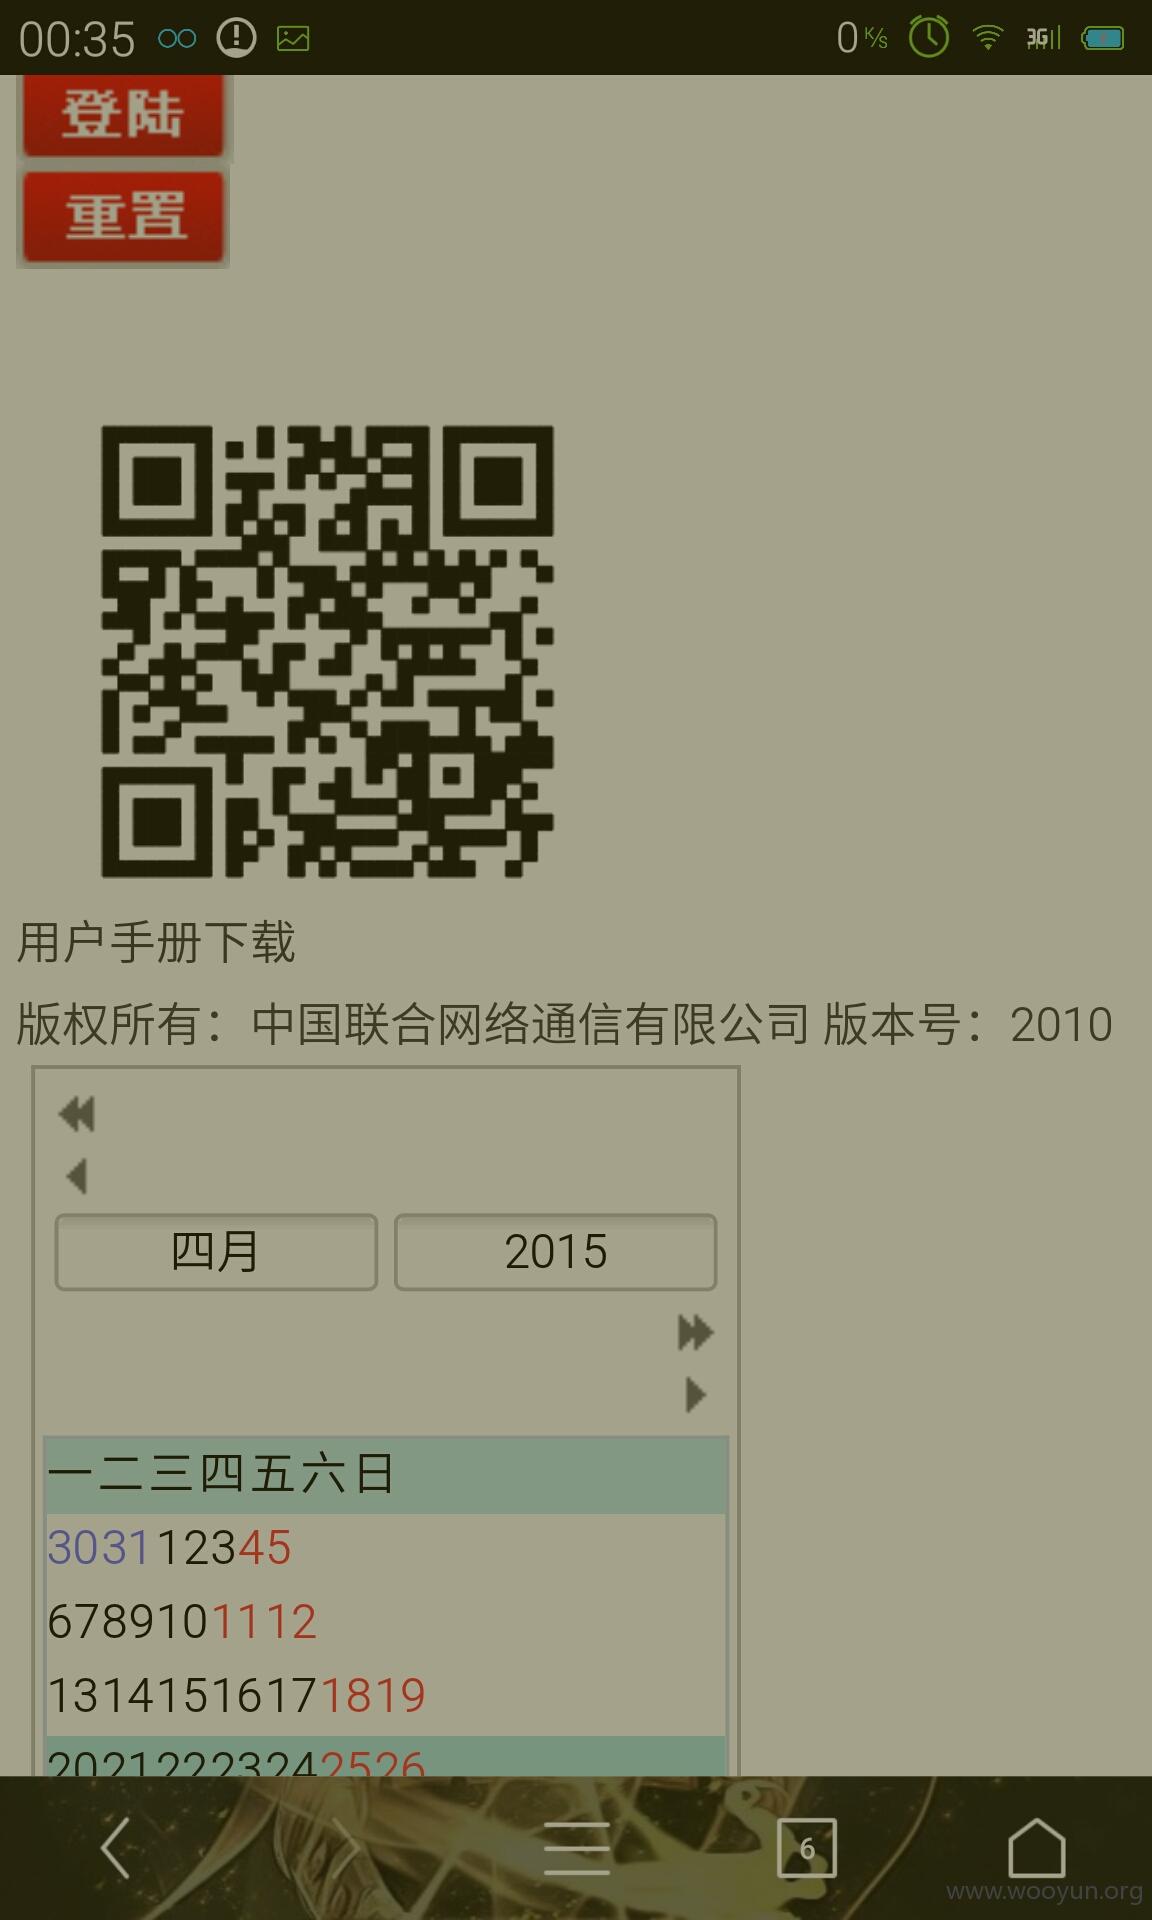 00:35
0 K/s
3G
登陆
重置
用户手册下载
版权所有：中国联合网络通信有限公司 版本号：2010
四月 2015
一二三四五六日
303112345
6789101112
13141516171819
20212223242526
6
www.wooyun.org